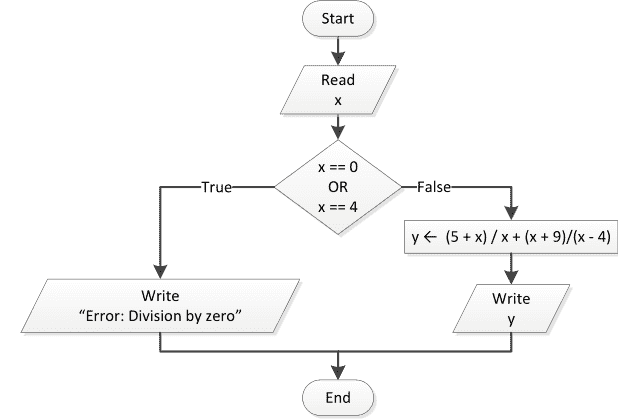 Start
Read
x
x == 0
OR
x == 4
True
False
y ← (5 + x) / x + (x + 9)/(x - 4)
Write
“Error: Division by zero”
Write
y
End